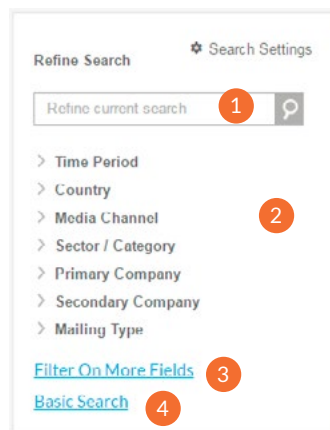 Search Settings
Refine Search
Refine current search 1
> Time Period
> Country
> Media Channel
2
> Sector / Category
> Primary Company
> Secondary Company
> Mailing Type
Filter On More Fields 3
Basic Search 4